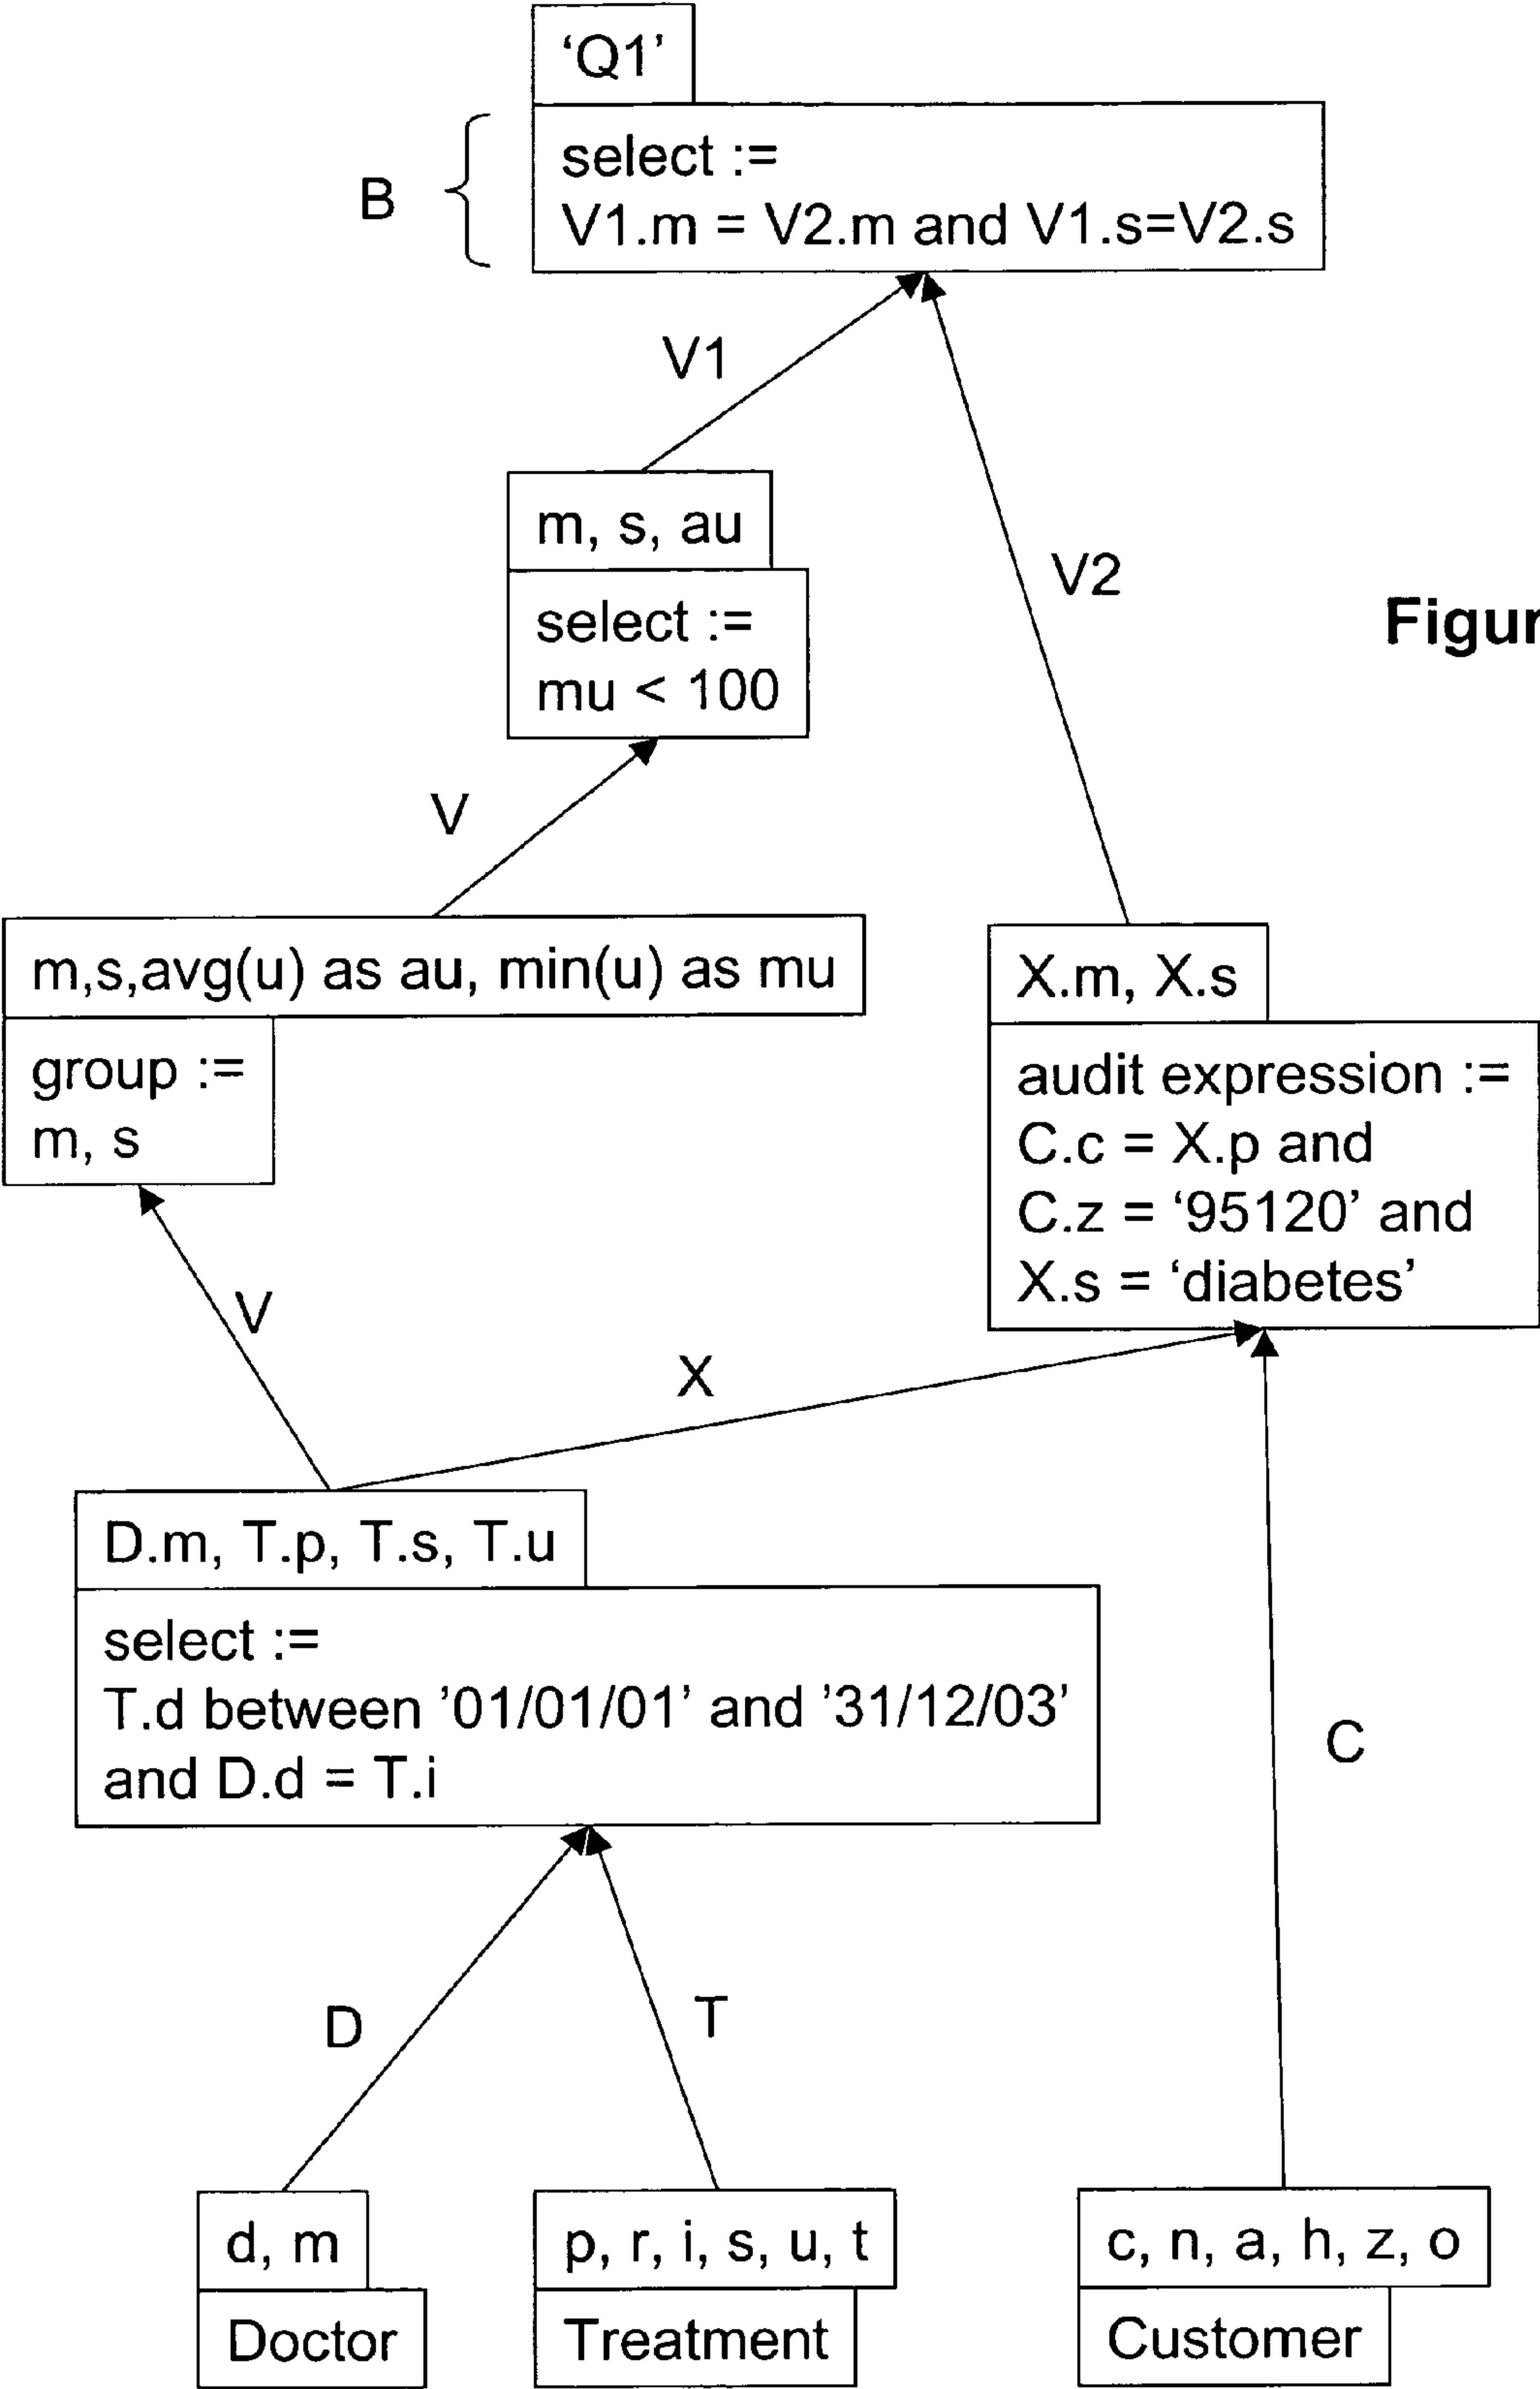 ‘Q1’
B
select :=
V1.m = V2.m and V1.s=V2.s
V1
V2
m, s, au
select :=
mu < 100
Figur
V
m,s,avg(u) as au, min(u) as mu
group :=
m, s
X.m, X.s
audit expression :=
C.c = X.p and
C.z = ‘95120’ and
X.s = ‘diabetes’
V
X
D.m, T.p, T.s, T.u
select :=
T.d between ’01/01/01’ and ’31/12/03’
and D.d = T.i
C
D
T
d, m
Doctor
p, r, i, s, u, t
Treatment
c, n, a, h, z, o
Customer